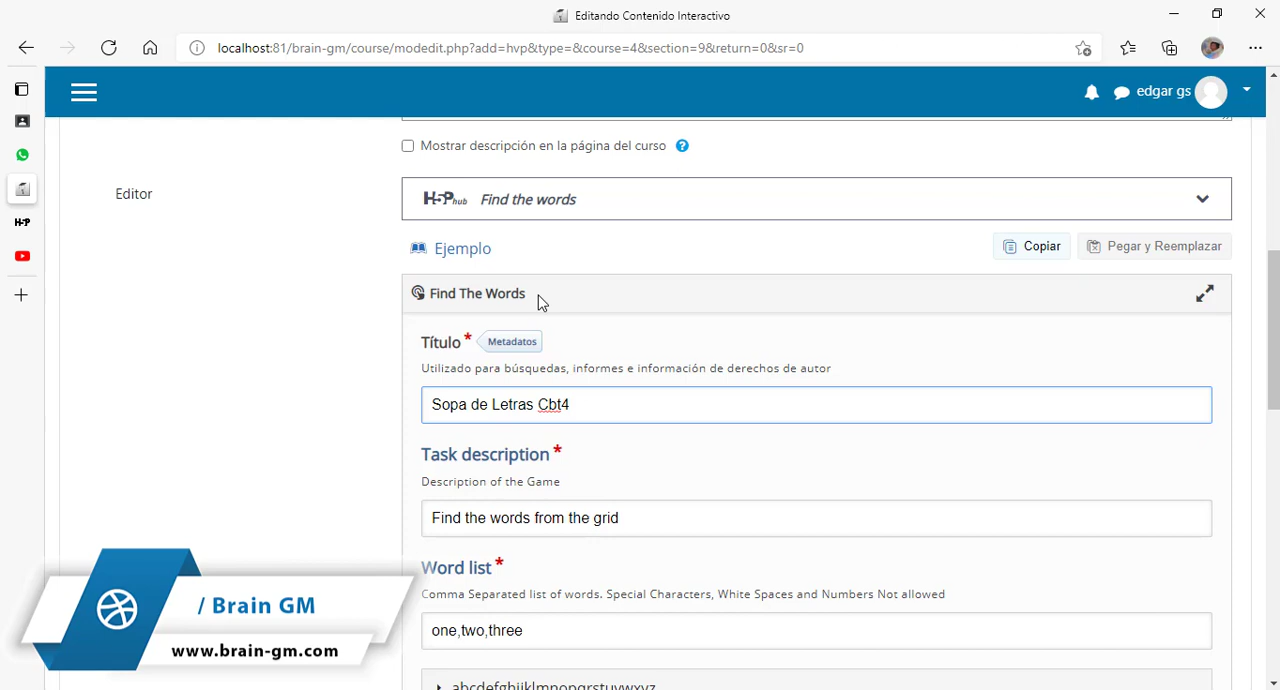 Editando Contenido Interactivo
localhost:81/brain-gm/course/modedit.php?add=hvp&type=&course=4&section=9&return=0&sr=0
edgar gs
Mostrar descripción en la página del curso
Editor
H5P hub Find the words
Ejemplo
Copiar
Pegar y Reemplazar
Find The Words
Título * Metadatos
Utilizado para búsquedas, informes e información de derechos de autor
Sopa de Letras Cbt4
Task description *
Description of the Game
Find the words from the grid
Word list *
Comma Separated list of words. Special Characters, White Spaces and Numbers Not allowed
one,two,three
abcdefghijklmnopqrstuvwxyz
/ Brain GM
www.brain-gm.com
H5P